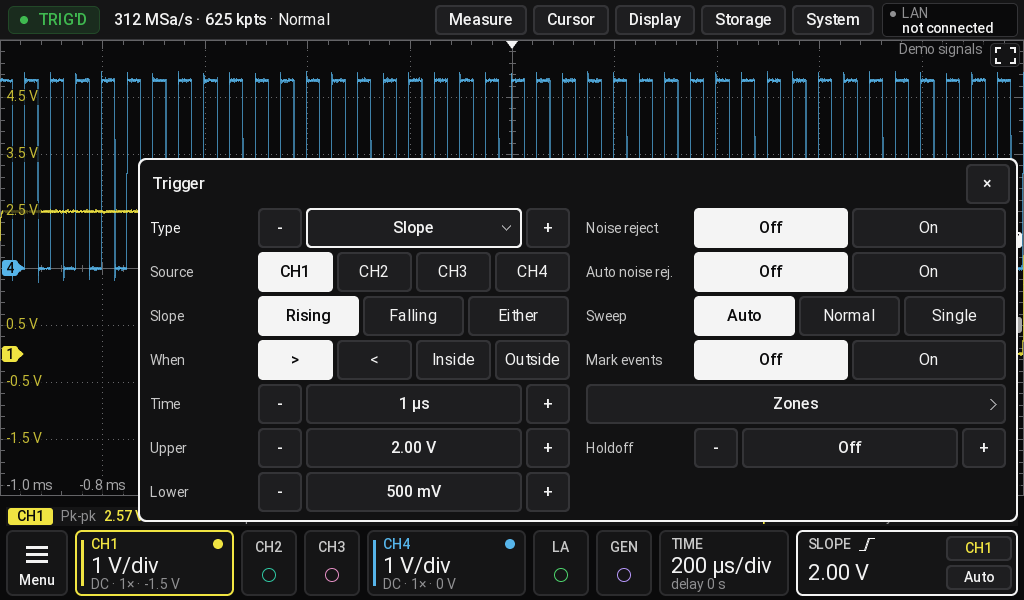 TRIG'D 312 MSa/s · 625 kpts · Normal Measure Cursor Display Storage System LAN
not connected
Demo signals
4.5 V
3.5 V
Trigger ×
2.5 V
Type - Slope + Noise reject Off On
Source CH1 CH2 CH3 CH4 Auto noise rej. Off On
4
Slope Rising Falling Either Sweep Auto Normal Single
0.5 V
When > < Inside Outside Mark events Off On
1
-0.5 V
Time - 1 µs + Zones
-1.5 V
Upper - 2.00 V + Holdoff - Off +
-1.0 ms -0.8 ms
Lower - 500 mV +
CH1 Pk-pk 2.57
Menu
CH1
1 V/div
DC · 1× · -1.5 V
CH2
CH3
CH4
1 V/div
DC · 1× · 0 V
LA
GEN
TIME
200 µs/div
delay 0 s
SLOPE
2.00 V
CH1
Auto